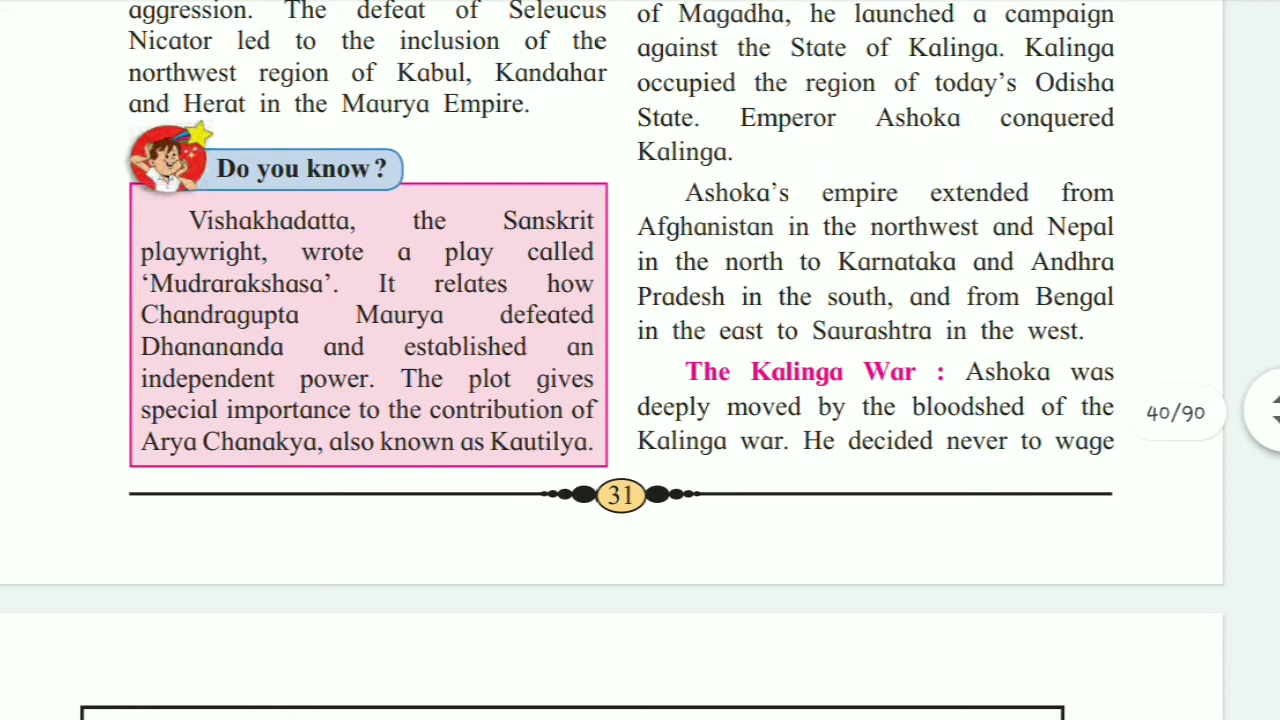 aggression. The defeat of Seleucus
Nicator led to the inclusion of the
northwest region of Kabul, Kandahar
and Herat in the Maurya Empire.
Do you know?
Vishakhadatta, the Sanskrit
playwright, wrote a play called
‘Mudrarakshasa’. It relates how
Chandragupta Maurya defeated
Dhanananda and established an
independent power. The plot gives
special importance to the contribution of
Arya Chanakya, also known as Kautilya.
of Magadha, he launched a campaign
against the State of Kalinga. Kalinga
occupied the region of today’s Odisha
State. Emperor Ashoka conquered
Kalinga.
Ashoka’s empire extended from
Afghanistan in the northwest and Nepal
in the north to Karnataka and Andhra
Pradesh in the south, and from Bengal
in the east to Saurashtra in the west.
The Kalinga War : Ashoka was
deeply moved by the bloodshed of the
Kalinga war. He decided never to wage
40/90
31